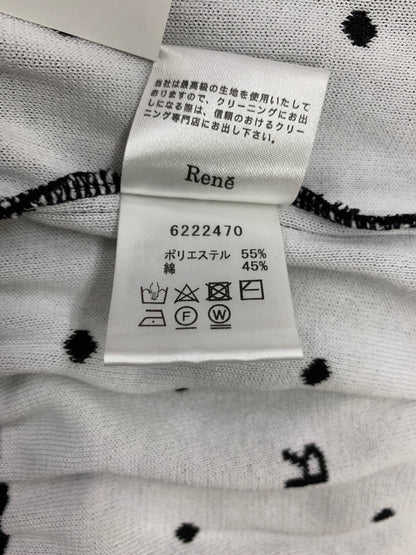 当社は最高級の生地を使用いたして
おりますので、クリーニングにお出
しになる際は、信頼のおけるクリー
ニング専門店にお出し下さい。
René
6222470
ポリエステル 55%
綿 45%
F W